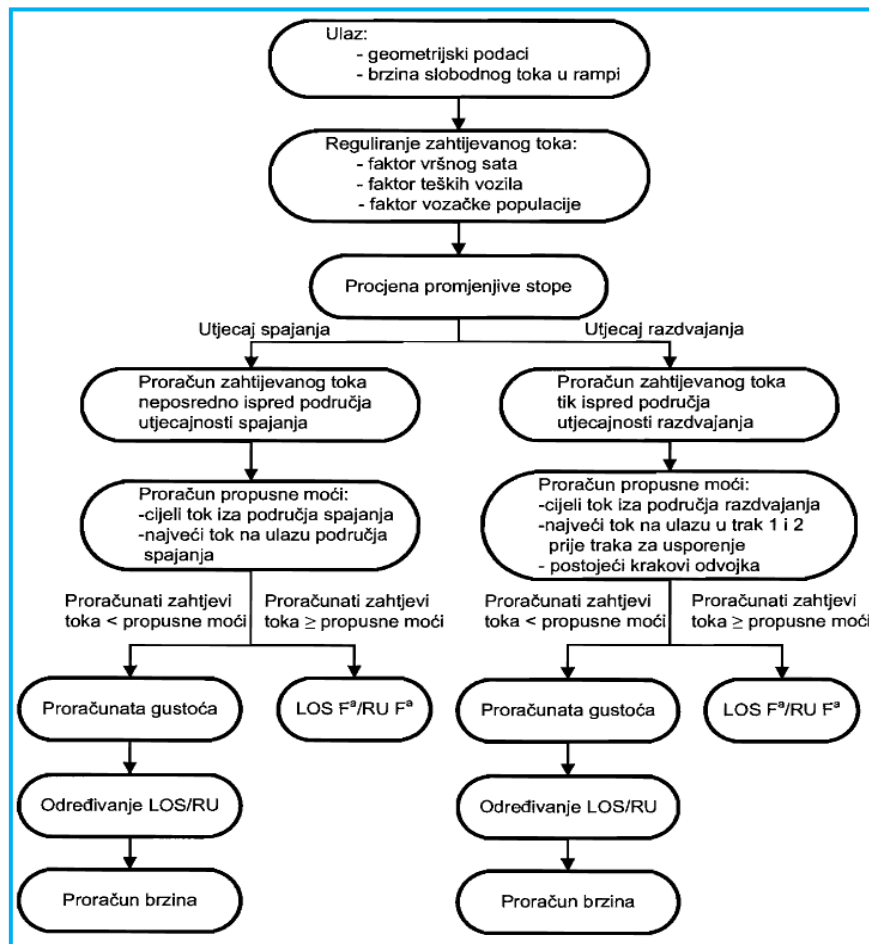 Ulaz:
- geometrijski podaci
- brzina slobodnog toka u rampi
Reguliranje zahtijevanog toka:
- faktor vršnog sata
- faktor teških vozila
- faktor vozačke populacije
Procjena promjenjive stope
Utjecaj spajanja
Utjecaj razdvajanja
Proračun zahtijevanog toka
neposredno ispred područja
utjecajnosti spajanja
Proračun zahtijevanog toka
tik ispred područja
utjecajnosti razdvajanja
Proračun propusne moći:
-cijeli tok iza područja spajanja
-najveći tok na ulazu područja
spajanja
Proračun propusne moći:
-cijeli tok iza područja razdvajanja
-najveći tok na ulazu u trak 1 i 2
prije traka za usporenje
- postojeći krakovi odvojka
Proračunati zahtjevi
toka < propusne moći
Proračunati zahtjevi
toka ≥ propusne moći
Proračunati zahtjevi
toka < propusne moći
Proračunati zahtjevi
toka ≥ propusne moći
Proračunata gustoća
LOS Fª/RU Fª
Proračunata gustoća
LOS Fª/RU Fª
Određivanje LOS/RU
Određivanje LOS/RU
Proračun brzina
Proračun brzina